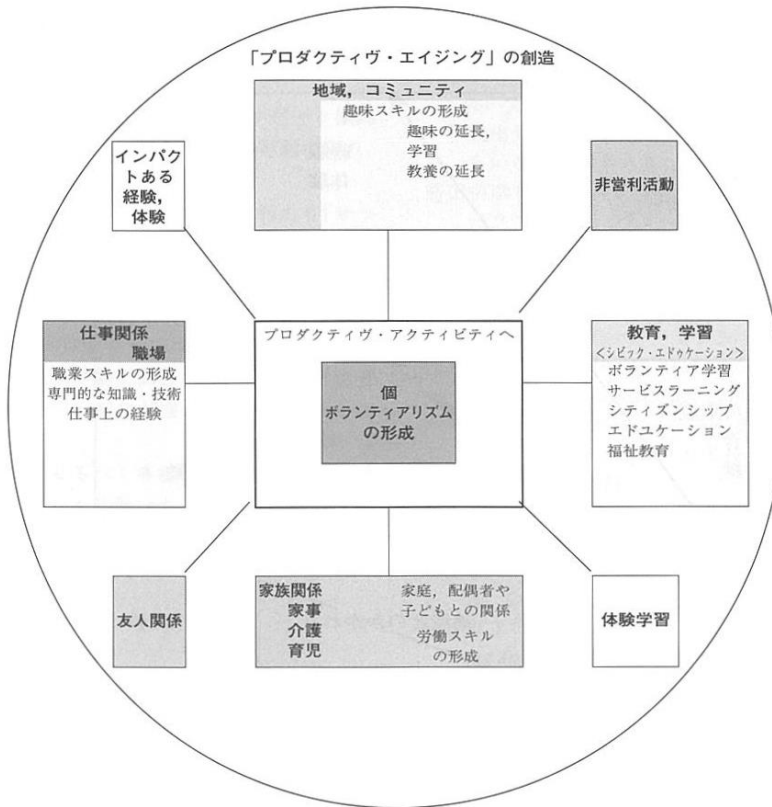 「プロダクティヴ・エイジング」の創造
地域，コミュニティ
趣味スキルの形成
趣味の延長，
学習
教養の延長
インパク
トある
経験，
体験
非営利活動
仕事関係
職場
職業スキルの形成
専門的な知識・技術
仕事上の経験
プロダクティヴ・アクティビティへ
個
ボランティアリズム
の形成
教育，学習
<シビック・エドゥケーション>
ボランティア学習
サービスラーニング
シティズンシップ
エドユケーション
福祉教育
友人関係
家族関係
家事
介護
育児
家庭，配偶者や
子どもとの関係
労働スキル
の形成
体験学習